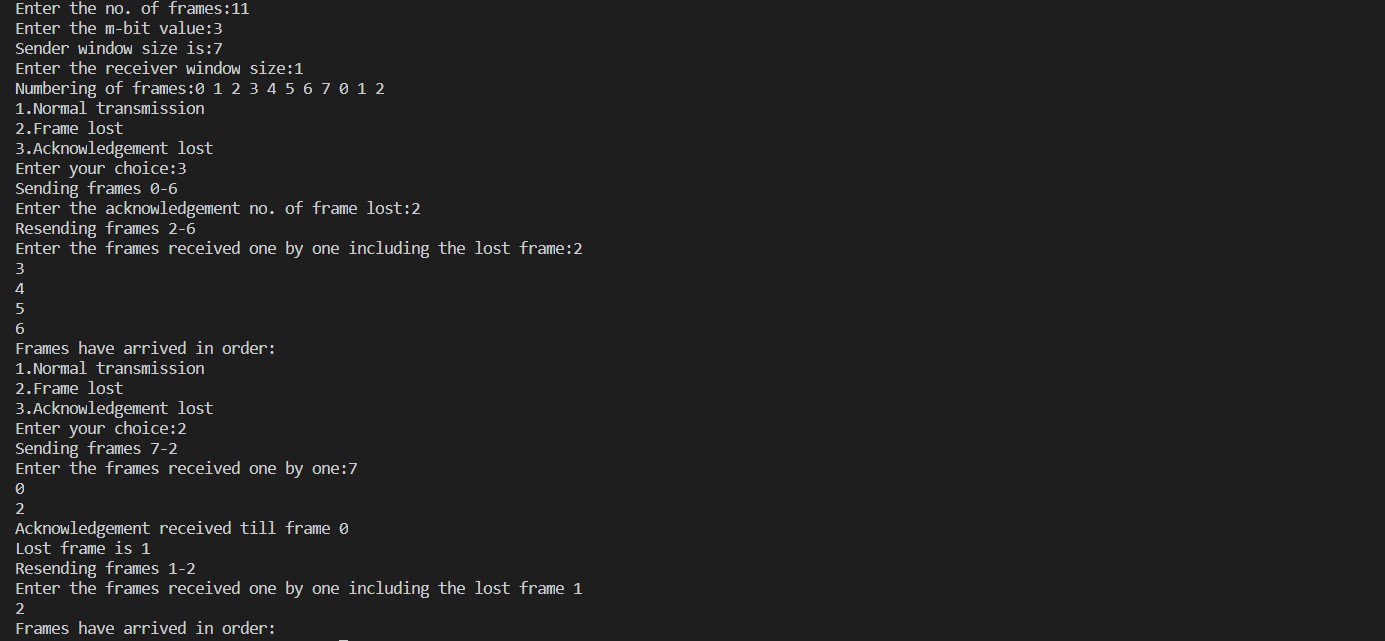 Enter the no. of frames:11
Enter the m-bit value:3
Sender window size is:7
Enter the receiver window size:1
Numbering of frames:0 1 2 3 4 5 6 7 0 1 2
1.Normal transmission
2.Frame lost
3.Acknowledgement lost
Enter your choice:3
Sending frames 0-6
Enter the acknowledgement no. of frame lost:2
Resending frames 2-6
Enter the frames received one by one including the lost frame:2
3
4
5
6
Frames have arrived in order:
1.Normal transmission
2.Frame lost
3.Acknowledgement lost
Enter your choice:2
Sending frames 7-2
Enter the frames received one by one:7
0
2
Acknowledgement received till frame 0
Lost frame is 1
Resending frames 1-2
Enter the frames received one by one including the lost frame 1
2
Frames have arrived in order: